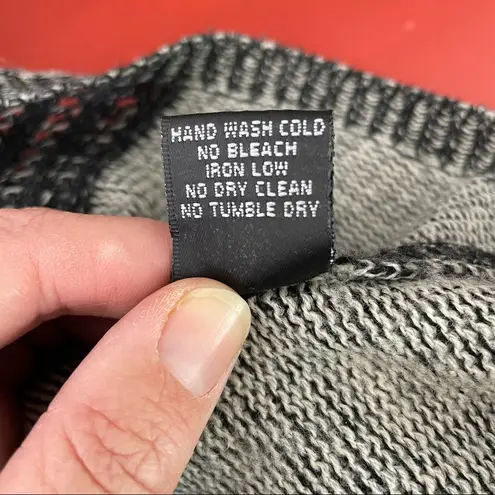 HAND WASH COLD
NO BLEACH
IRON LOW
NO DRY CLEAN
NO TUMBLE DRY